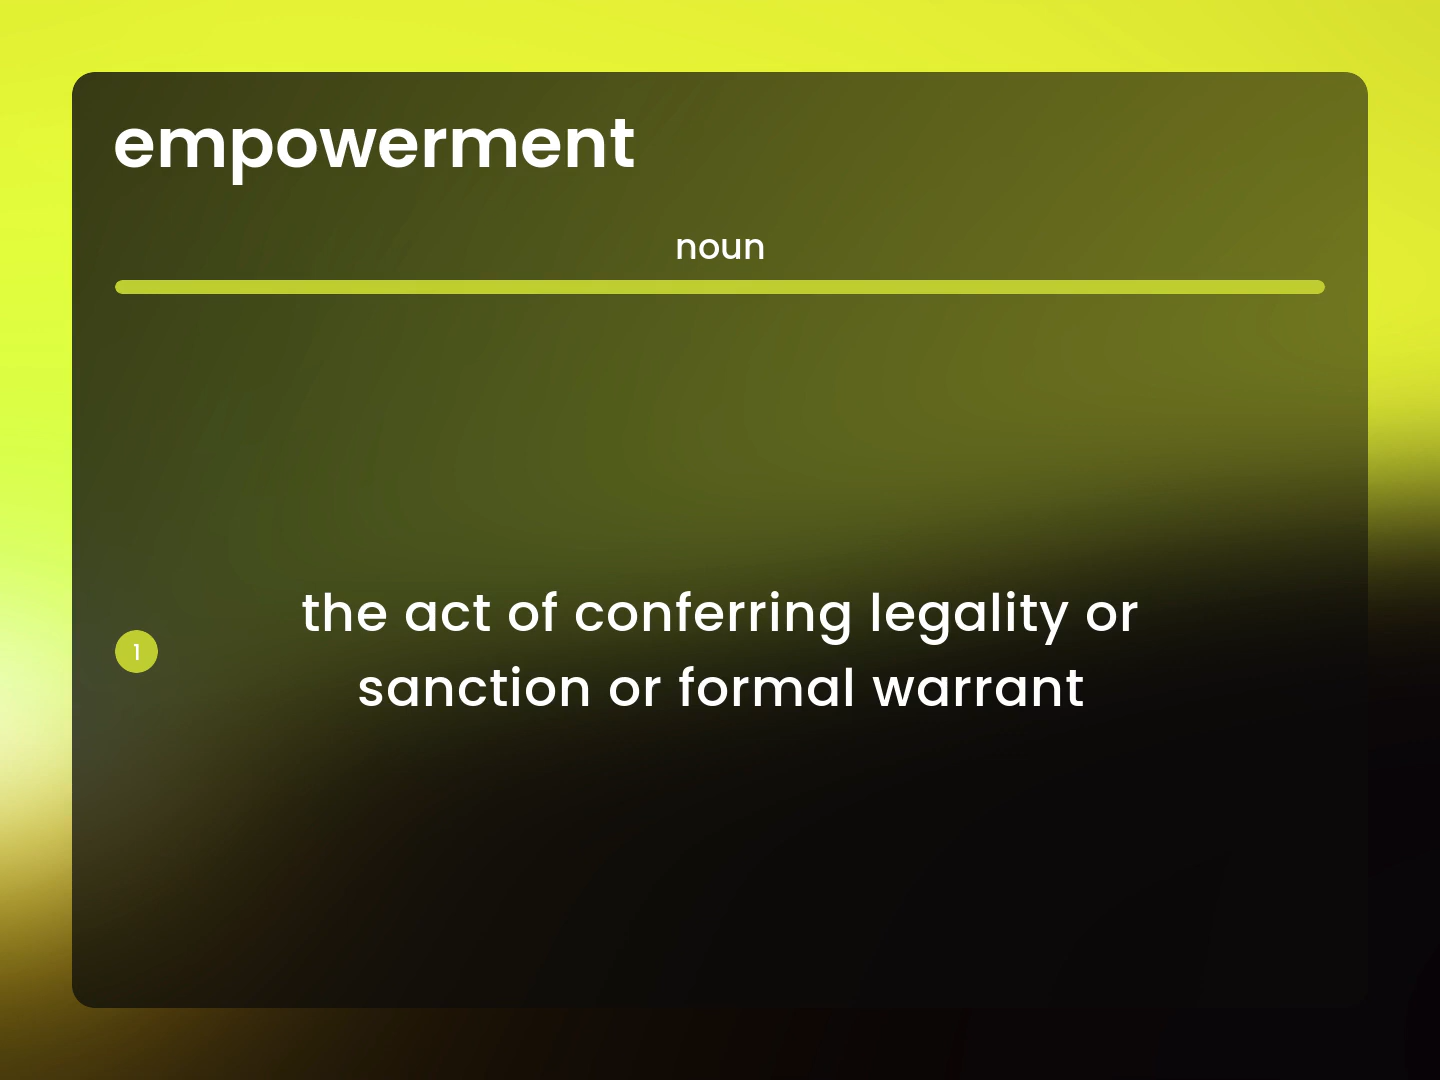 empowerment
noun
1
the act of conferring legality or
sanction or formal warrant